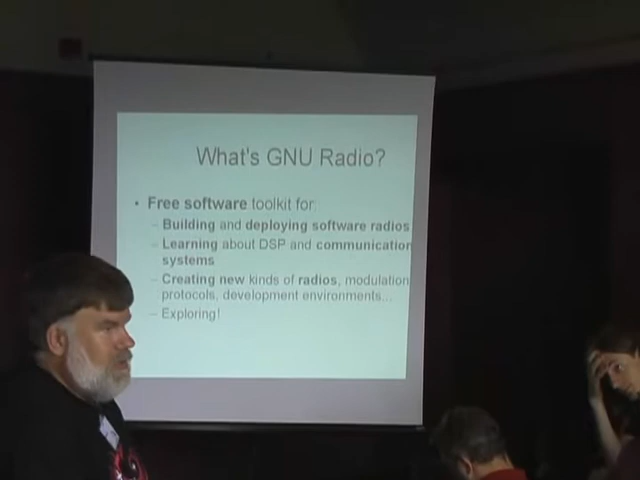 What's GNU Radio?
• Free software toolkit for:
– Building and deploying software radios
– Learning about DSP and communication
systems
– Creating new kinds of radios, modulation
protocols, development environments...
– Exploring!